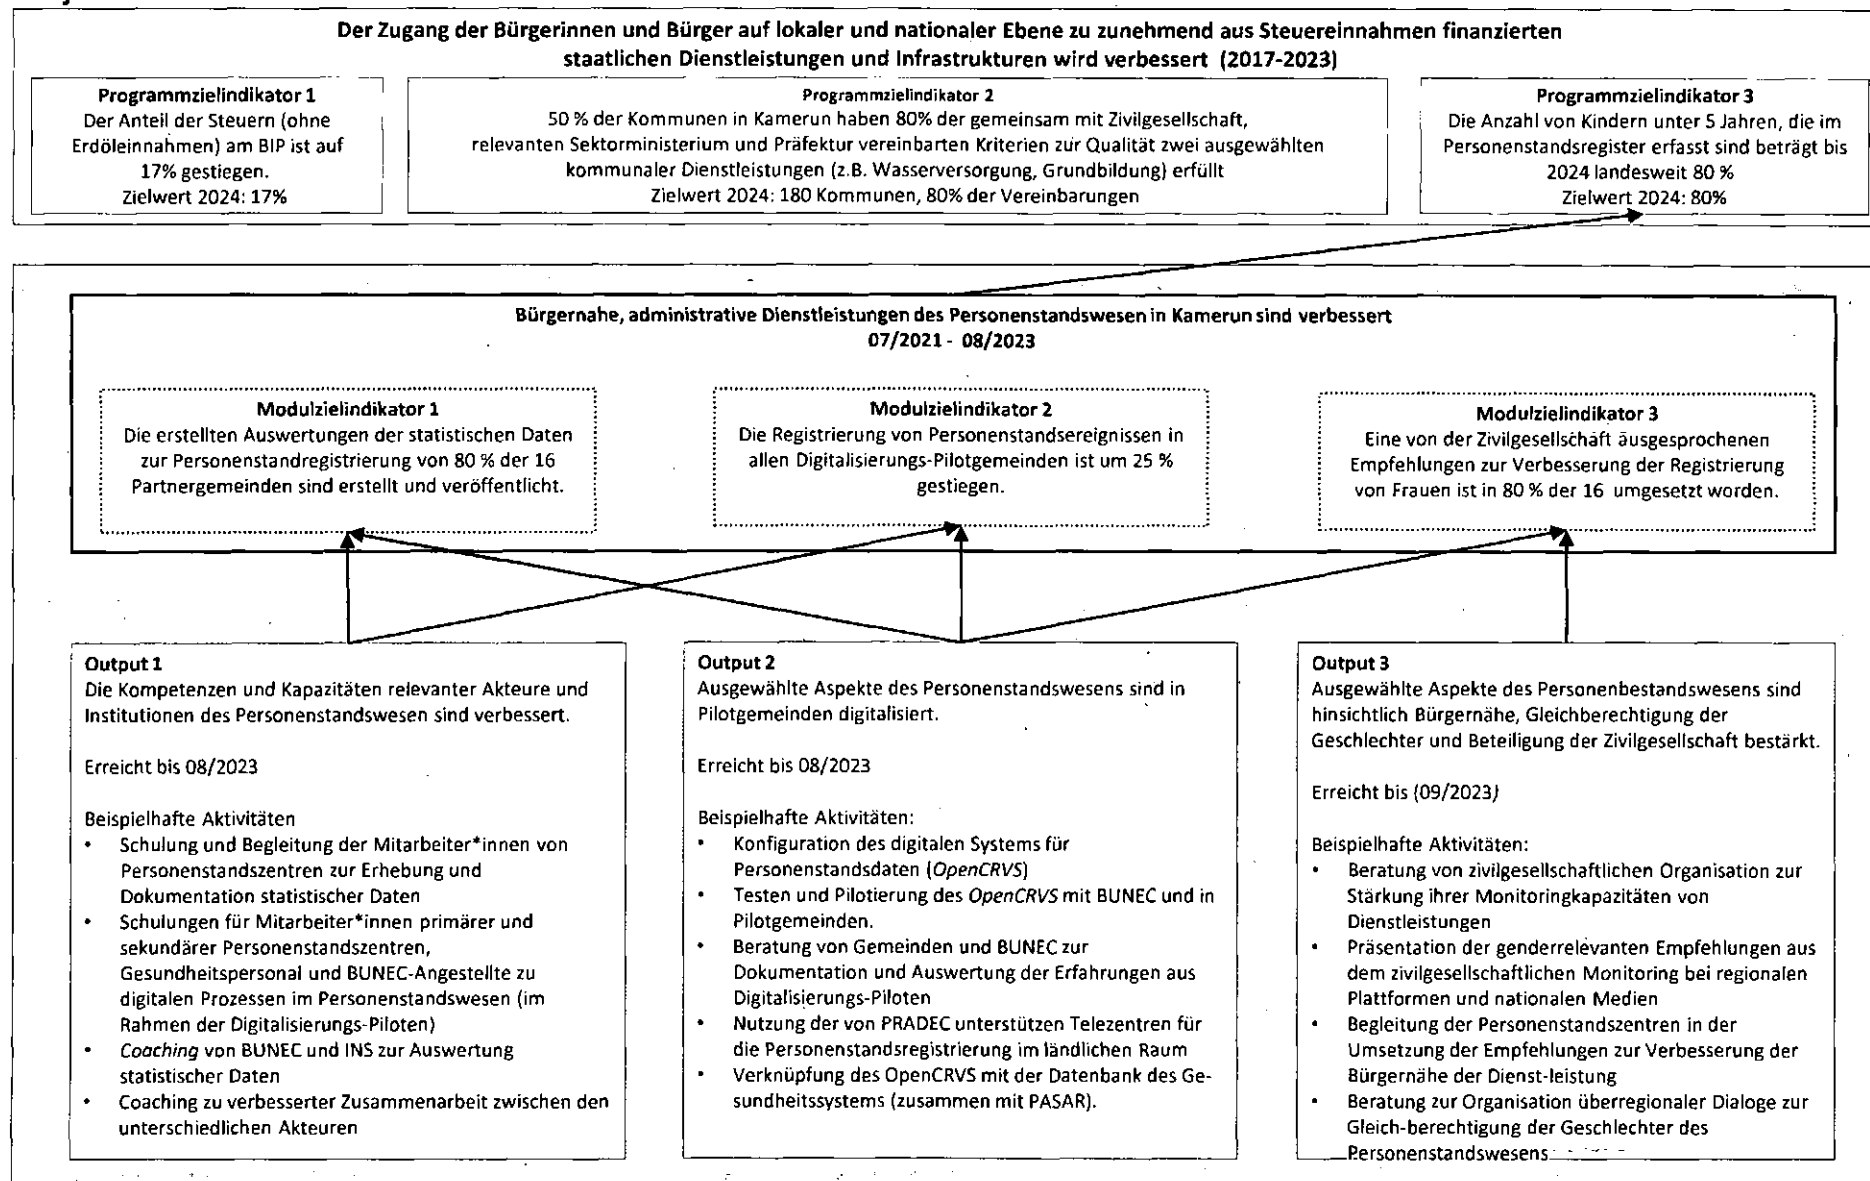 Der Zugang der Bürgerinnen und Bürger auf lokaler und nationaler Ebene zu zunehmend aus Steuereinnahmen finanzierten
staatlichen Dienstleistungen und Infrastrukturen wird verbessert (2017-2023)
Programmzielindikator 1
Der Anteil der Steuern (ohne
Erdöleinnahmen) am BIP ist auf
17% gestiegen.
Zielwert 2024: 17%
Programmzielindikator 2
50 % der Kommunen in Kamerun haben 80% der gemeinsam mit Zivilgesellschaft,
relevanten Sektorministerium und Präfektur vereinbarten Kriterien zur Qualität zwei ausgewählten
kommunaler Dienstleistungen (z.B. Wasserversorgung, Grundbildung) erfüllt
Zielwert 2024: 180 Kommunen, 80% der Vereinbarungen
Programmzielindikator 3
Die Anzahl von Kindern unter 5 Jahren, die im
Personenstandsregister erfasst sind beträgt bis
2024 landesweit 80 %
Zielwert 2024: 80%
Bürgernahe, administrative Dienstleistungen des Personenstandswesen in Kamerun sind verbessert
07/2021 - 08/2023
Modulzielindikator 1
Die erstellten Auswertungen der statistischen Daten
zur Personenstandregistrierung von 80 % der 16
Partnergemeinden sind erstellt und veröffentlicht.
Modulzielindikator 2
Die Registrierung von Personenstandsereignissen in
allen Digitalisierungs-Pilotgemeinden ist um 25 %
gestiegen.
Modulzielindikator 3
Eine von der Zivilgesellschaft ausgesprochenen
Empfehlungen zur Verbesserung der Registrierung
von Frauen ist in 80 % der 16 umgesetzt worden.
Output 1
Die Kompetenzen und Kapazitäten relevanter Akteure und
Institutionen des Personenstandswesen sind verbessert.
Erreicht bis 08/2023
Beispielhafte Aktivitäten
• Schulung und Begleitung der Mitarbeiter*innen von
Personenstandszentren zur Erhebung und
Dokumentation statistischer Daten
• Schulungen für Mitarbeiter*innen primärer und
sekundärer Personenstandszentren,
Gesundheitspersonal und BUNEC-Angestellte zu
digitalen Prozessen im Personenstandswesen (im
Rahmen der Digitalisierungs-Piloten)
• Coaching von BUNEC und INS zur Auswertung
statistischer Daten
• Coaching zu verbesserter Zusammenarbeit zwischen den
unterschiedlichen Akteuren
Output 2
Ausgewählte Aspekte des Personenstandswesens sind in
Pilotgemeinden digitalisiert.
Erreicht bis 08/2023
Beispielhafte Aktivitäten:
• Konfiguration des digitalen Systems für
Personenstandsdaten (OpenCRVS)
• Testen und Pilotierung des OpenCRVS mit BUNEC und in
Pilotgemeinden.
• Beratung von Gemeinden und BUNEC zur
Dokumentation und Auswertung der Erfahrungen aus
Digitalisierungs-Piloten
• Nutzung der von PRADEC unterstützen Telezentren für
die Personenstandsregistrierung im ländlichen Raum
• Verknüpfung des OpenCRVS mit der Datenbank des Ge-
sundheitssystems (zusammen mit PASAR).
Output 3
Ausgewählte Aspekte des Personenbestandswesens sind
hinsichtlich Bürgernähe, Gleichberechtigung der
Geschlechter und Beteiligung der Zivilgesellschaft bestärkt.
Erreicht bis (09/2023)
Beispielhafte Aktivitäten:
• Beratung von zivilgesellschaftlichen Organisation zur
Stärkung ihrer Monitoringkapazitäten von
Dienstleistungen
• Präsentation der genderrelevanten Empfehlungen aus
dem zivilgesellschaftlichen Monitoring bei regionalen
Plattformen und nationalen Medien
• Begleitung der Personenstandszentren in der
Umsetzung der Empfehlungen zur Verbesserung der
Bürgernähe der Dienst-leistung
• Beratung zur Organisation überregionaler Dialoge zur
Gleich-berechtigung der Geschlechter des
Personenstandswesens